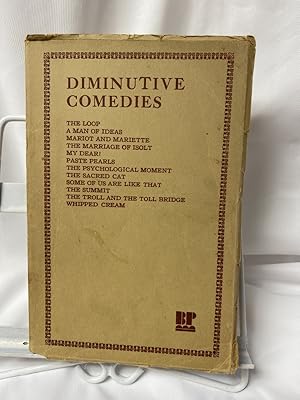 DIMINUTIVE
COMEDIES
THE LOOP
A MAN OF IDEAS
MARIOT AND MARIETTE
THE MARRIAGE OF ISOLT
MY DEAR!
PASTE PEARLS
THE PSYCHOLOGICAL MOMENT
THE SACRED CAT
SOME OF US ARE LIKE THAT
THE SUMMIT
THE TROLL AND THE TOLL BRIDGE
WHIPPED CREAM
BP